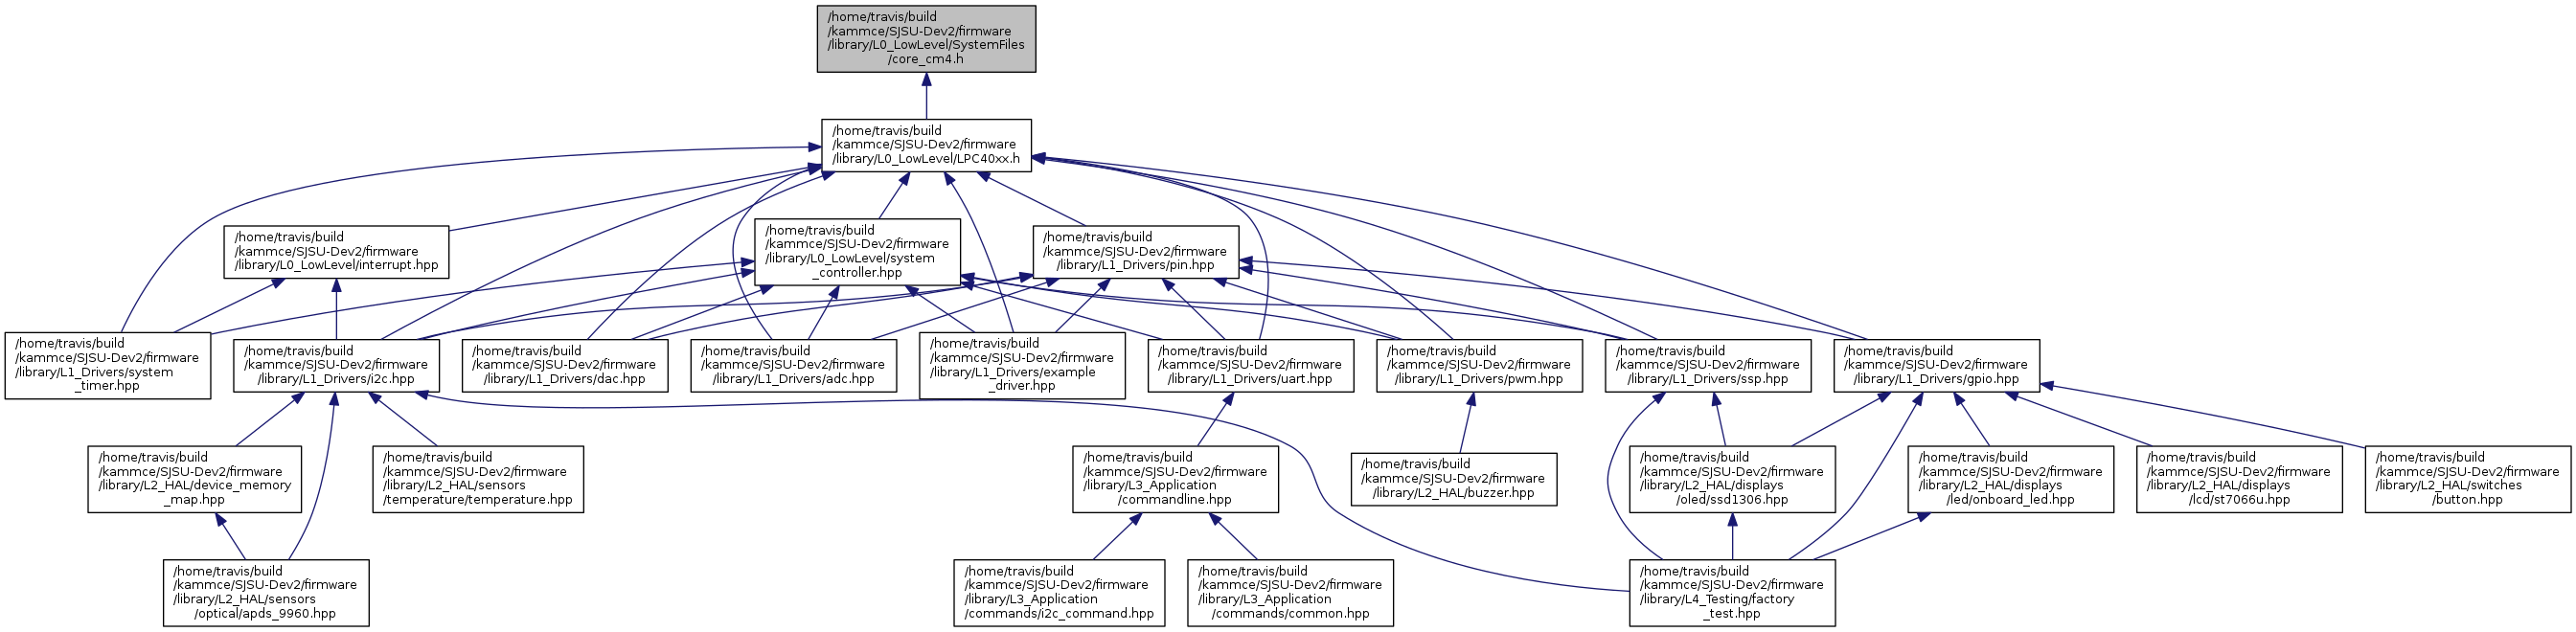 /home/travis/build
/kammce/SJSU-Dev2/firmware
/library/L0_LowLevel/SystemFiles
/core_cm4.h
/home/travis/build
/kammce/SJSU-Dev2/firmware
/library/L0_LowLevel/LPC40xx.h
/home/travis/build
/kammce/SJSU-Dev2/firmware
/library/L0_LowLevel/interrupt.hpp
/home/travis/build
/kammce/SJSU-Dev2/firmware
/library/L0_LowLevel/system
_controller.hpp
/home/travis/build
/kammce/SJSU-Dev2/firmware
/library/L1_Drivers/pin.hpp
/home/travis/build
/kammce/SJSU-Dev2/firmware
/library/L1_Drivers/system
_timer.hpp
/home/travis/build
/kammce/SJSU-Dev2/firmware
/library/L1_Drivers/i2c.hpp
/home/travis/build
/kammce/SJSU-Dev2/firmware
/library/L1_Drivers/dac.hpp
/home/travis/build
/kammce/SJSU-Dev2/firmware
/library/L1_Drivers/adc.hpp
/home/travis/build
/kammce/SJSU-Dev2/firmware
/library/L1_Drivers/example
_driver.hpp
/home/travis/build
/kammce/SJSU-Dev2/firmware
/library/L1_Drivers/uart.hpp
/home/travis/build
/kammce/SJSU-Dev2/firmware
/library/L1_Drivers/pwm.hpp
/home/travis/build
/kammce/SJSU-Dev2/firmware
/library/L1_Drivers/ssp.hpp
/home/travis/build
/kammce/SJSU-Dev2/firmware
/library/L1_Drivers/gpio.hpp
/home/travis/build
/kammce/SJSU-Dev2/firmware
/library/L2_HAL/device_memory
_map.hpp
/home/travis/build
/kammce/SJSU-Dev2/firmware
/library/L2_HAL/sensors
/temperature/temperature.hpp
/home/travis/build
/kammce/SJSU-Dev2/firmware
/library/L3_Application
/commandline.hpp
/home/travis/build
/kammce/SJSU-Dev2/firmware
/library/L2_HAL/buzzer.hpp
/home/travis/build
/kammce/SJSU-Dev2/firmware
/library/L2_HAL/displays
/oled/ssd1306.hpp
/home/travis/build
/kammce/SJSU-Dev2/firmware
/library/L2_HAL/displays
/led/onboard_led.hpp
/home/travis/build
/kammce/SJSU-Dev2/firmware
/library/L2_HAL/displays
/lcd/st7066u.hpp
/home/travis/build
/kammce/SJSU-Dev2/firmware
/library/L2_HAL/switches
/button.hpp
/home/travis/build
/kammce/SJSU-Dev2/firmware
/library/L2_HAL/sensors
/optical/apds_9960.hpp
/home/travis/build
/kammce/SJSU-Dev2/firmware
/library/L3_Application
/commands/i2c_command.hpp
/home/travis/build
/kammce/SJSU-Dev2/firmware
/library/L3_Application
/commands/common.hpp
/home/travis/build
/kammce/SJSU-Dev2/firmware
/library/L4_Testing/factory
_test.hpp